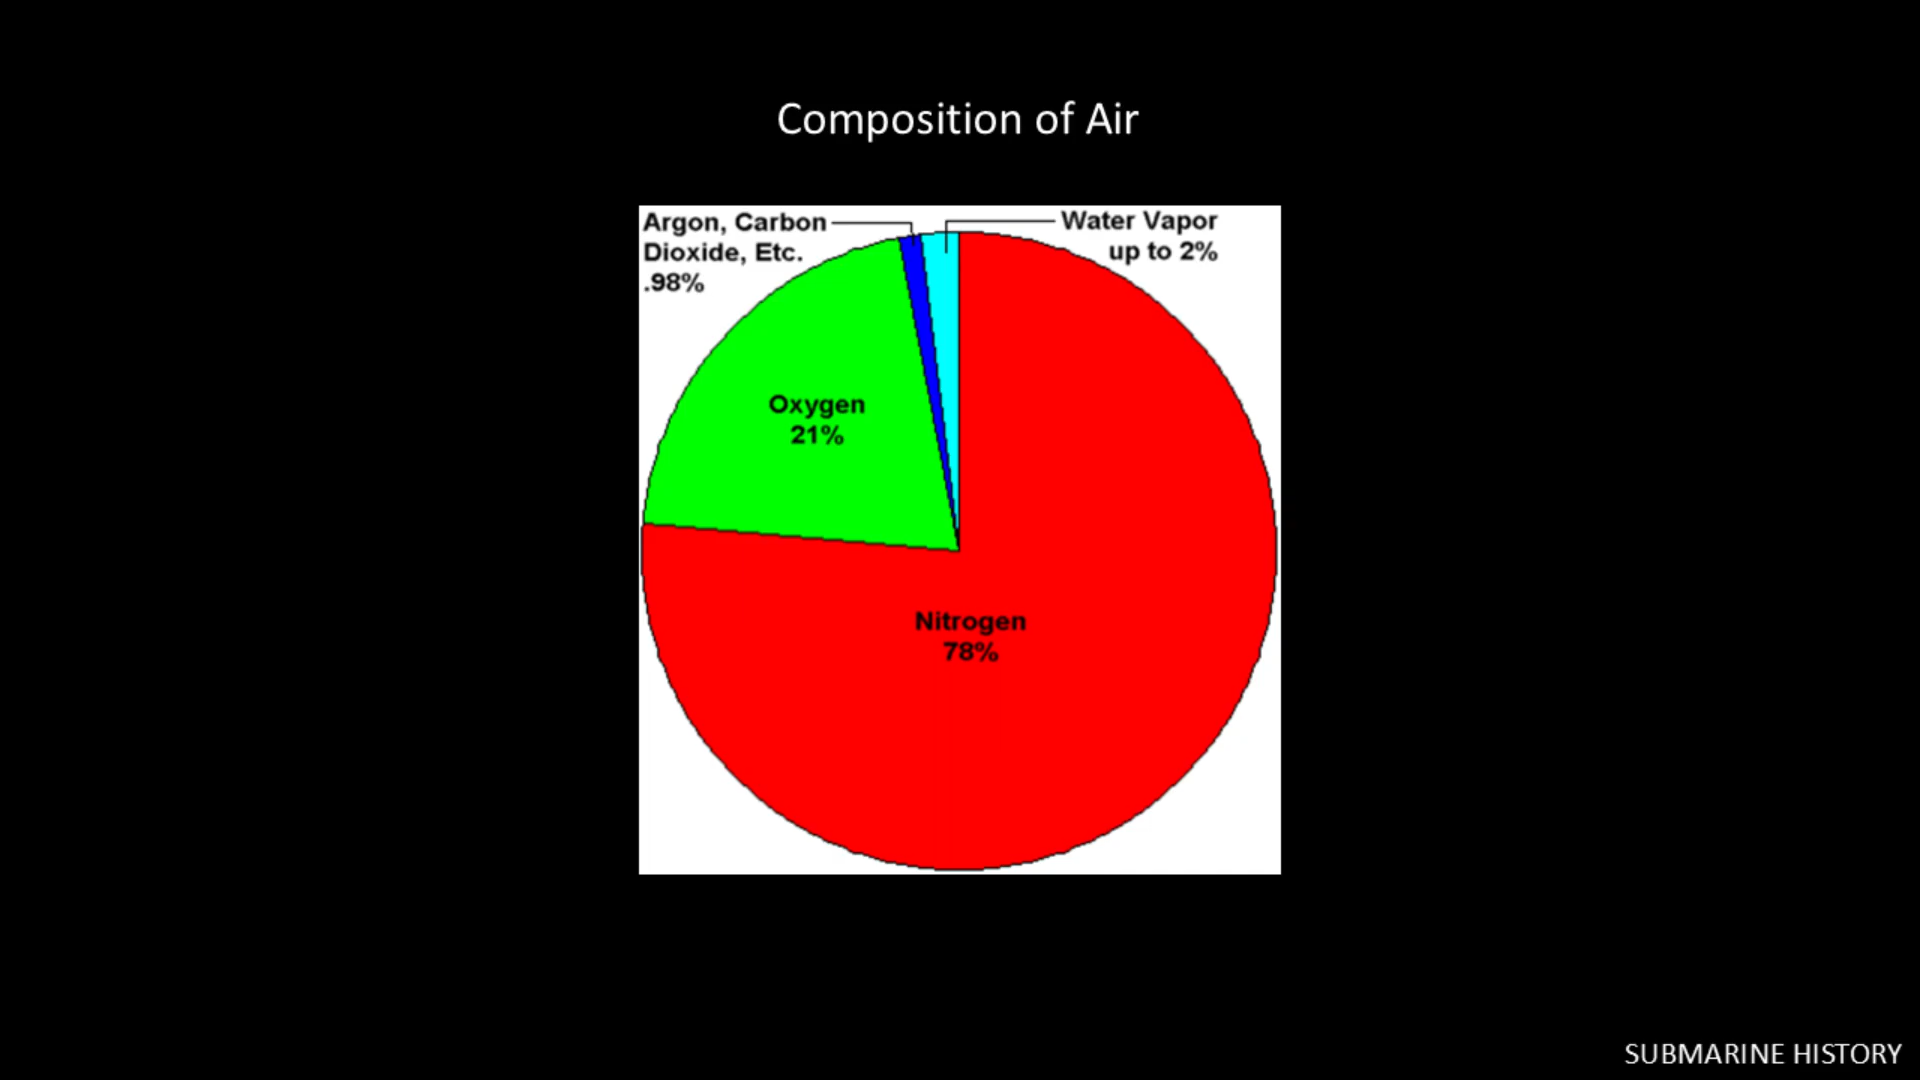 Composition of Air
Argon, Carbon
Dioxide, Etc.
.98%
Water Vapor
up to 2%
Oxygen
21%
Nitrogen
78%
SUBMARINE HISTORY